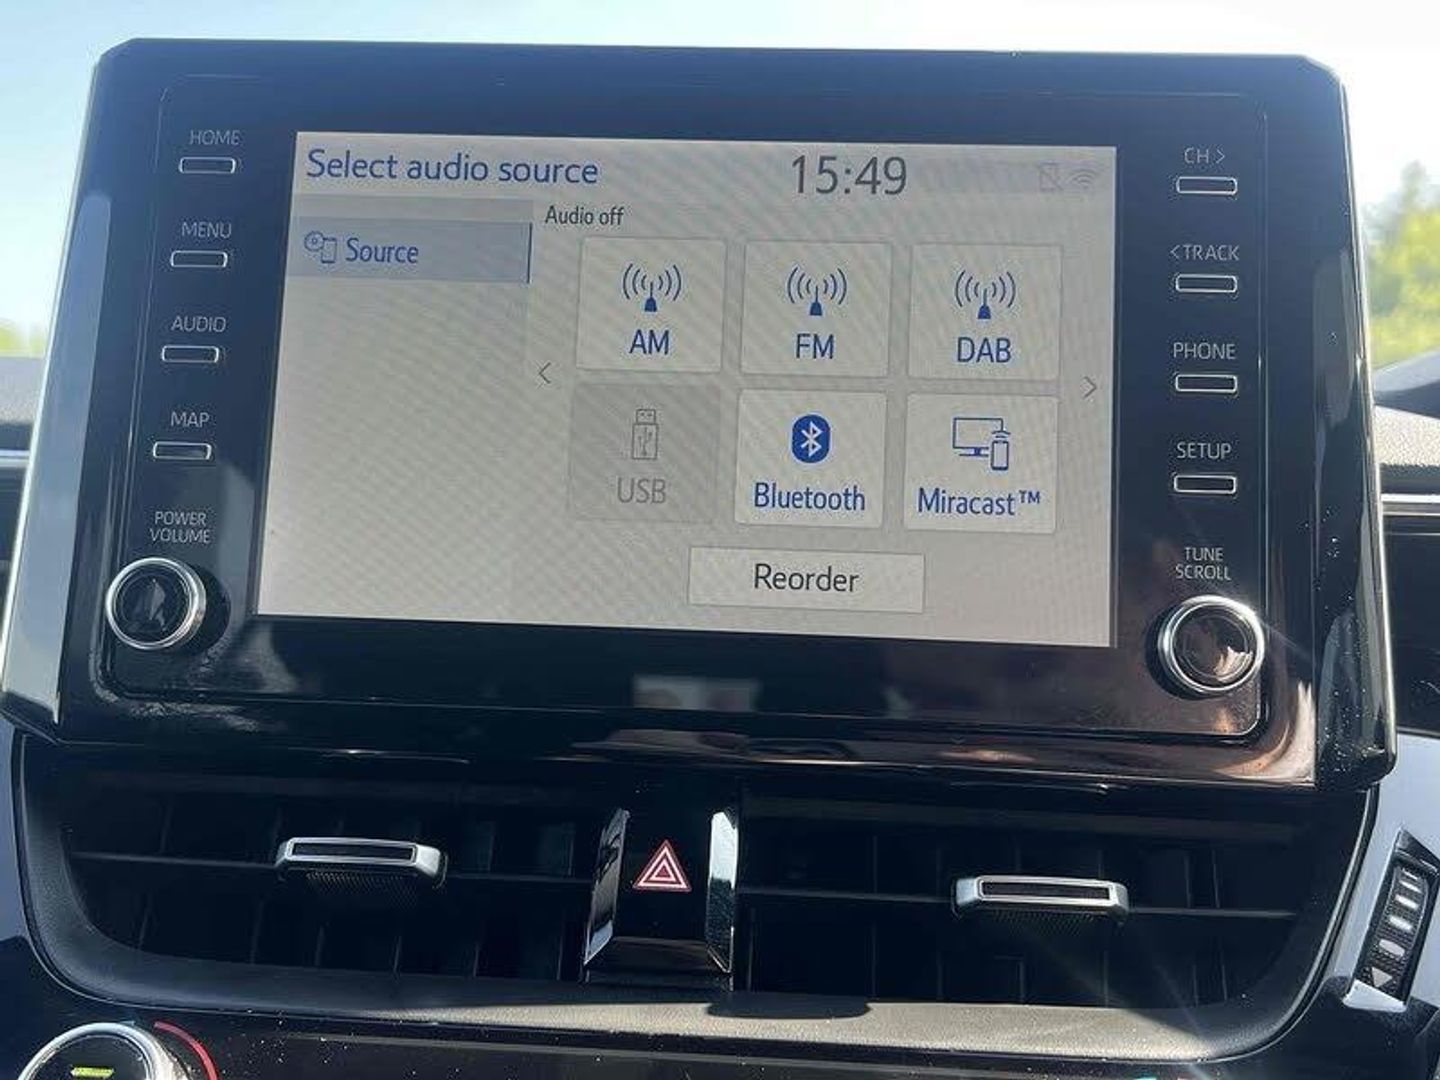 HOME
MENU
AUDIO
MAP
POWER
VOLUME
Select audio source
15:49
Source
Audio off
AM
FM
DAB
USB
Bluetooth
Miracast™
Reorder
CH >
< TRACK
PHONE
SETUP
TUNE
SCROLL